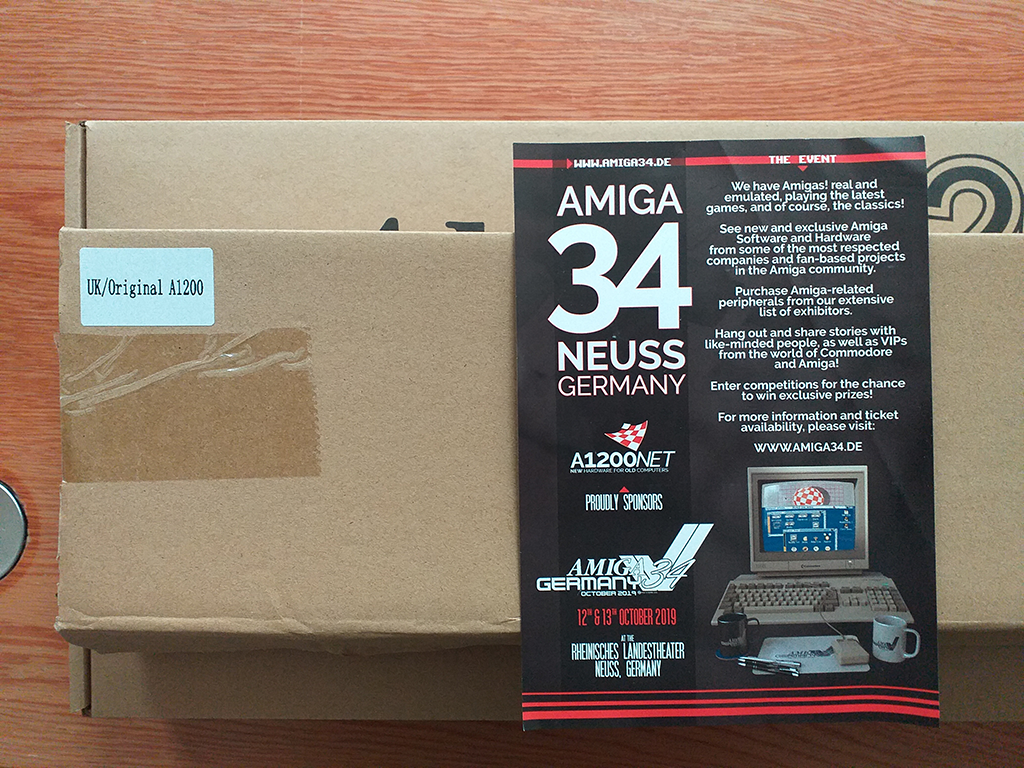 UK/Original A1200
2
WWW.AMIGA34.DE
AMIGA
34
NEUSS
GERMANY
A1200NET
NEW HARDWARE FOR OLD COMPUTERS
PROUDLY SPONSORS
AMIGA34
GERMANY
OCTOBER 2019
12TH & 13TH OCTOBER 2019
AT THE
RHEINISCHES LANDESTHEATER
NEUSS, GERMANY
THE EVENT
We have Amigas! real and
emulated, playing the latest
games, and of course, the classics!
See new and exclusive Amiga
Software and Hardware
from some of the most respected
companies and fan-based projects
in the Amiga community.
Purchase Amiga-related
peripherals from our extensive
list of exhibitors.
Hang out and share stories with
like-minded people, as well as VIPs
from the world of Commodore
and Amiga!
Enter competitions for the chance
to win exclusive prizes!
For more information and ticket
availability, please visit:
WWW.AMIGA34.DE